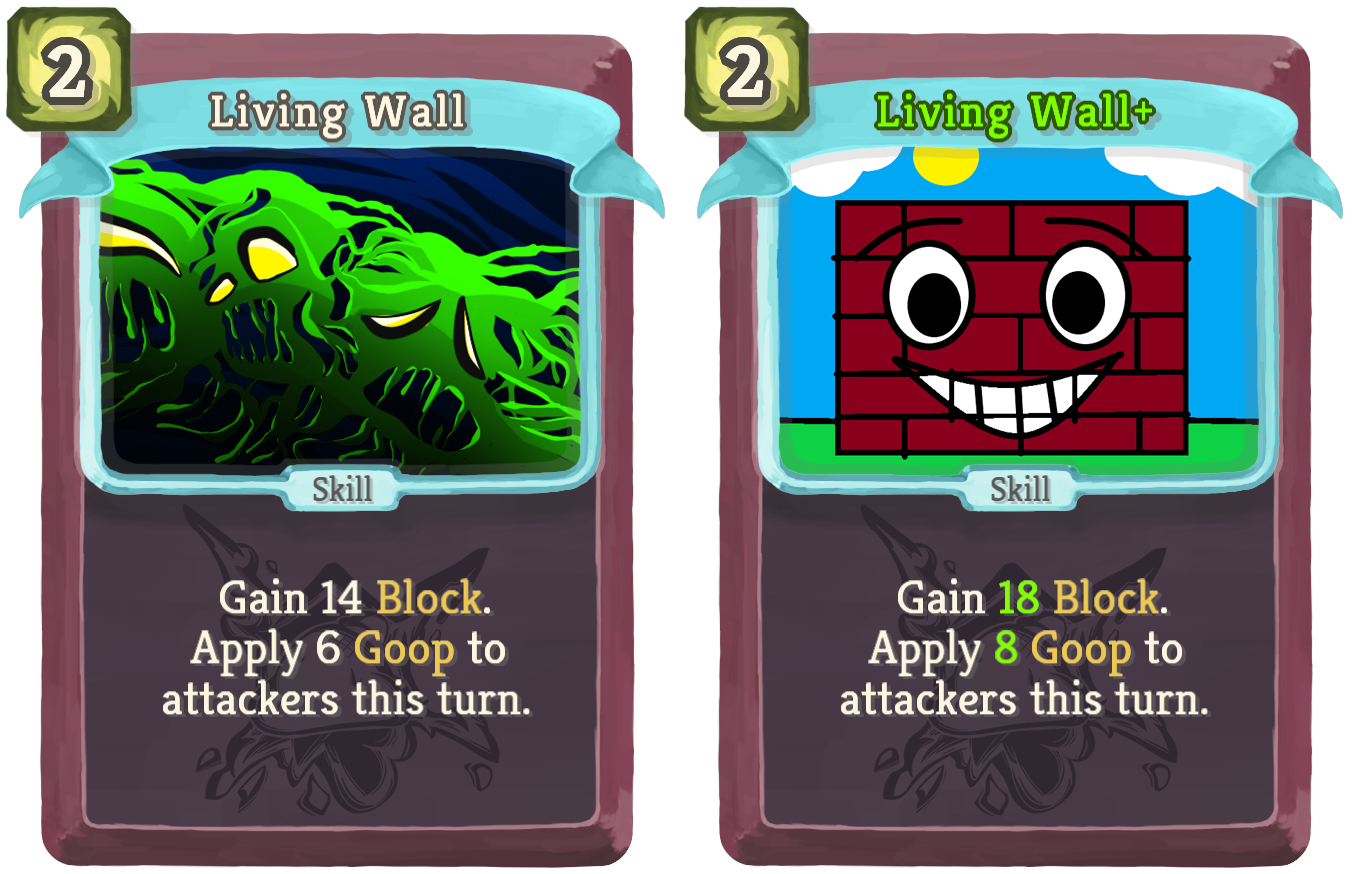 2
Living Wall
Skill
Gain 14 Block.
Apply 6 Goop to
attackers this turn.
2
Living Wall+
Skill
Gain 18 Block.
Apply 8 Goop to
attackers this turn.